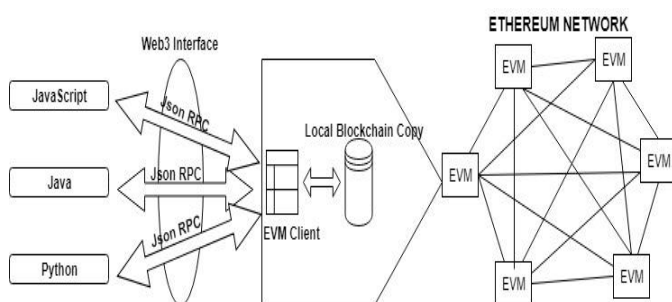 ETHEREUM NETWORK
Web3 Interface
EVM
EVM
JavaScript
Json RPC
Local Blockchain Copy
EVM
EVM
Java
Json RPC
EVM Client
Json RPC
Python
EVM
EVM